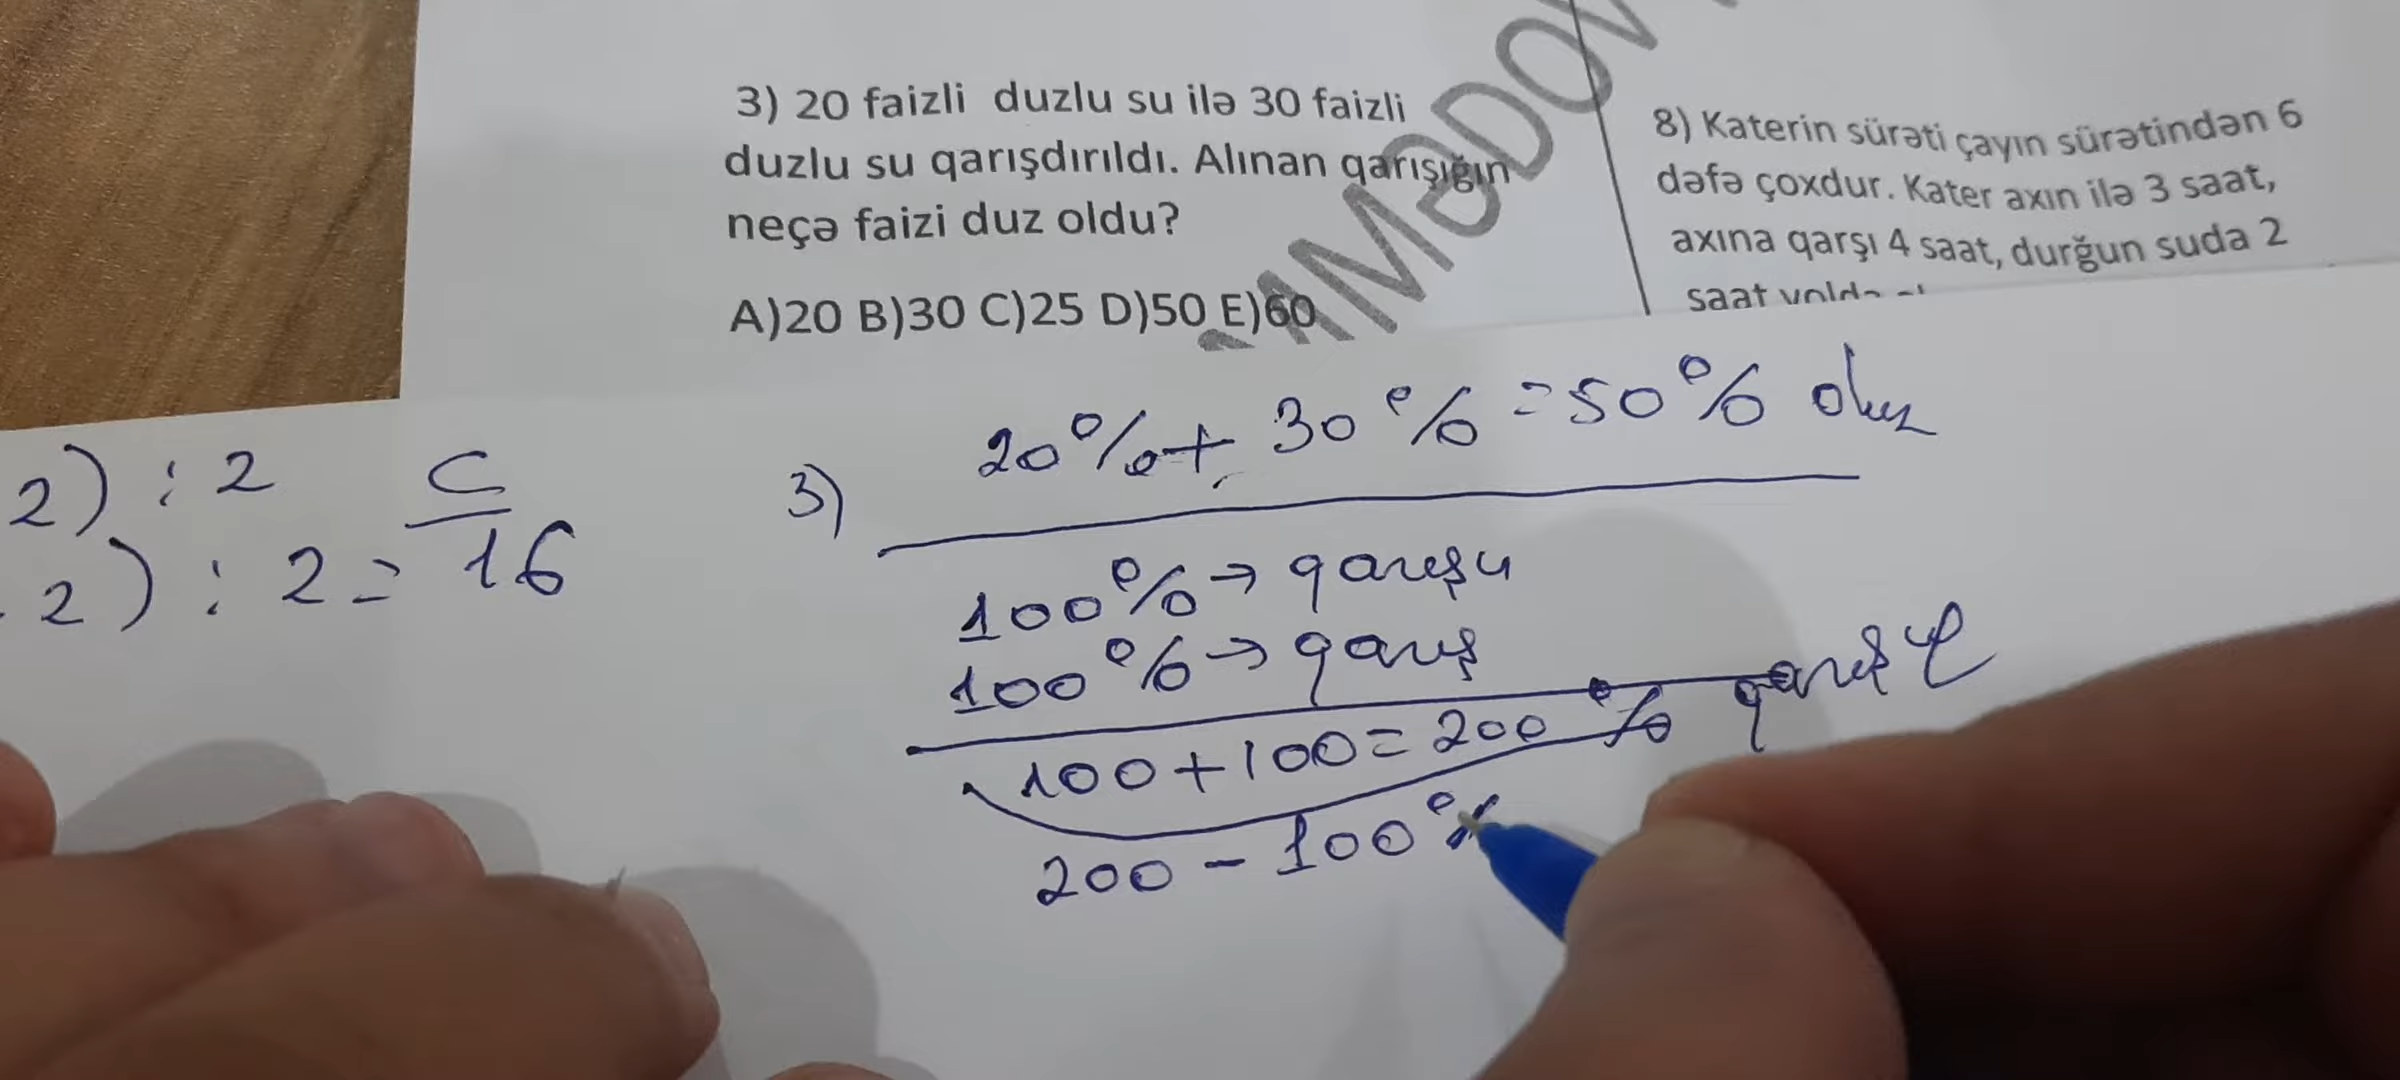 3) 20 faizli duzlu su ilə 30 faizli
duzlu su qarışdırıldı. Alınan qarışığın
neçə faizi duz oldu?
A)20 B)30 C)25 D)50 E)60
8) Katerin sürəti çayın sürətindən 6
dəfə çoxdur. Kater axın ilə 3 saat,
axına qarşı 4 saat, durğun suda 2
saat
2) : 2 C
2) : 2 = 16
3) 20% + 30% = 50% duz
100% →
100% → qarış
100 + 100 = 200 %
200 - 100%